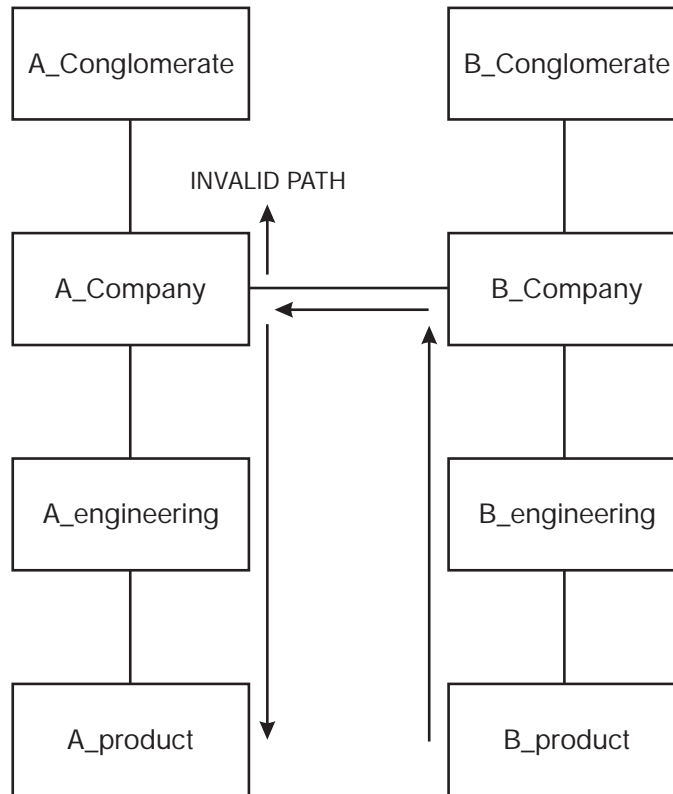 A_Conglomerate
B_Conglomerate
INVALID PATH
A_Company
B_Company
A_engineering
B_engineering
A_product
B_product